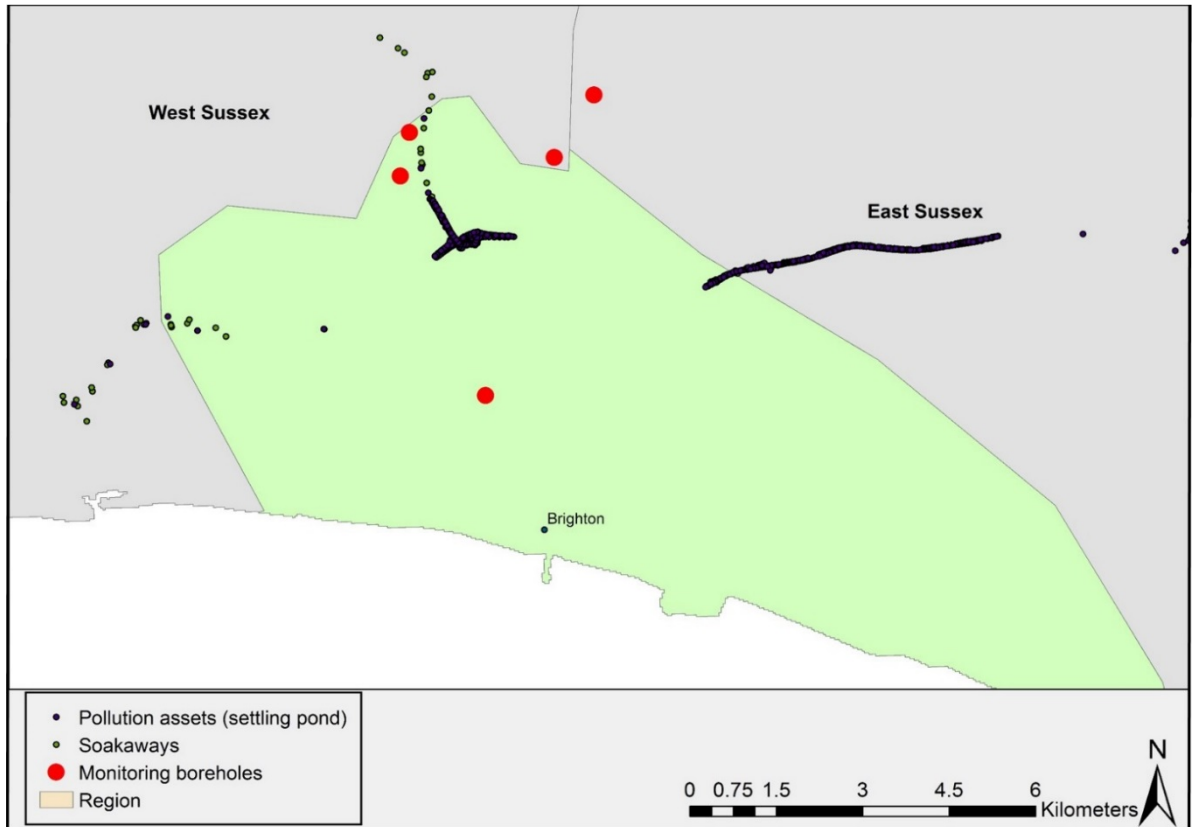 West Sussex
East Sussex
Brighton
Pollution assets (settling pond)
Soakaways
Monitoring boreholes
Region
N
0 0.75 1.5 3 4.5 6
Kilometers